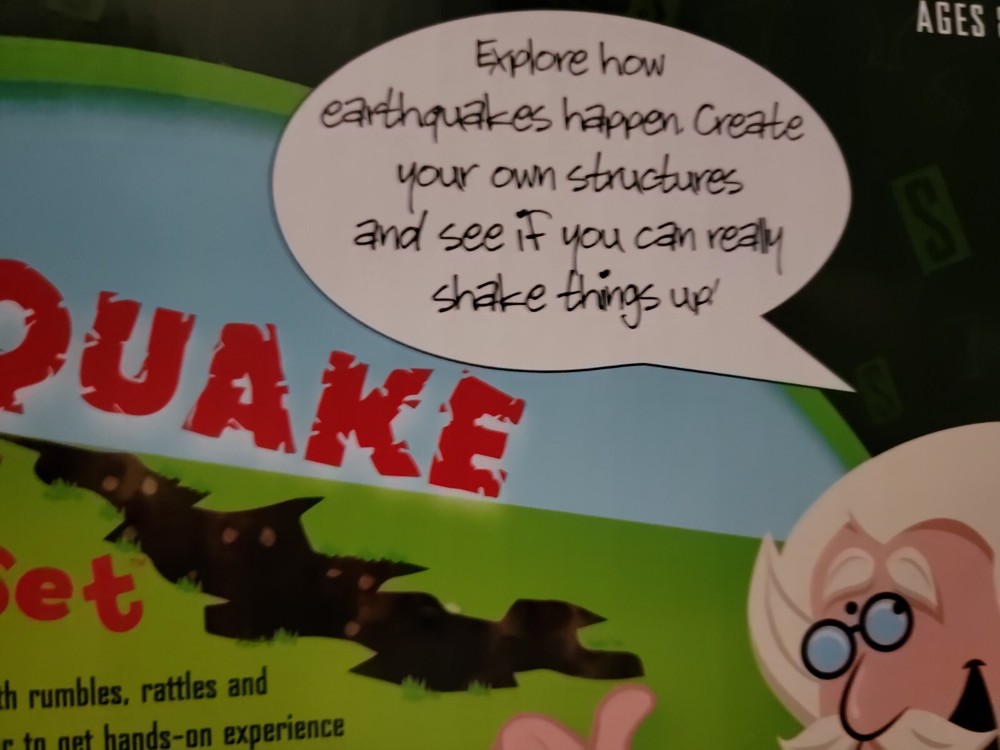 AGES
Explore how
earthquakes happen. Create
your own structures
and see if you can really
shake things up!
QUAKE
Set™
rumbles, rattles and
to get hands-on experience
S
S